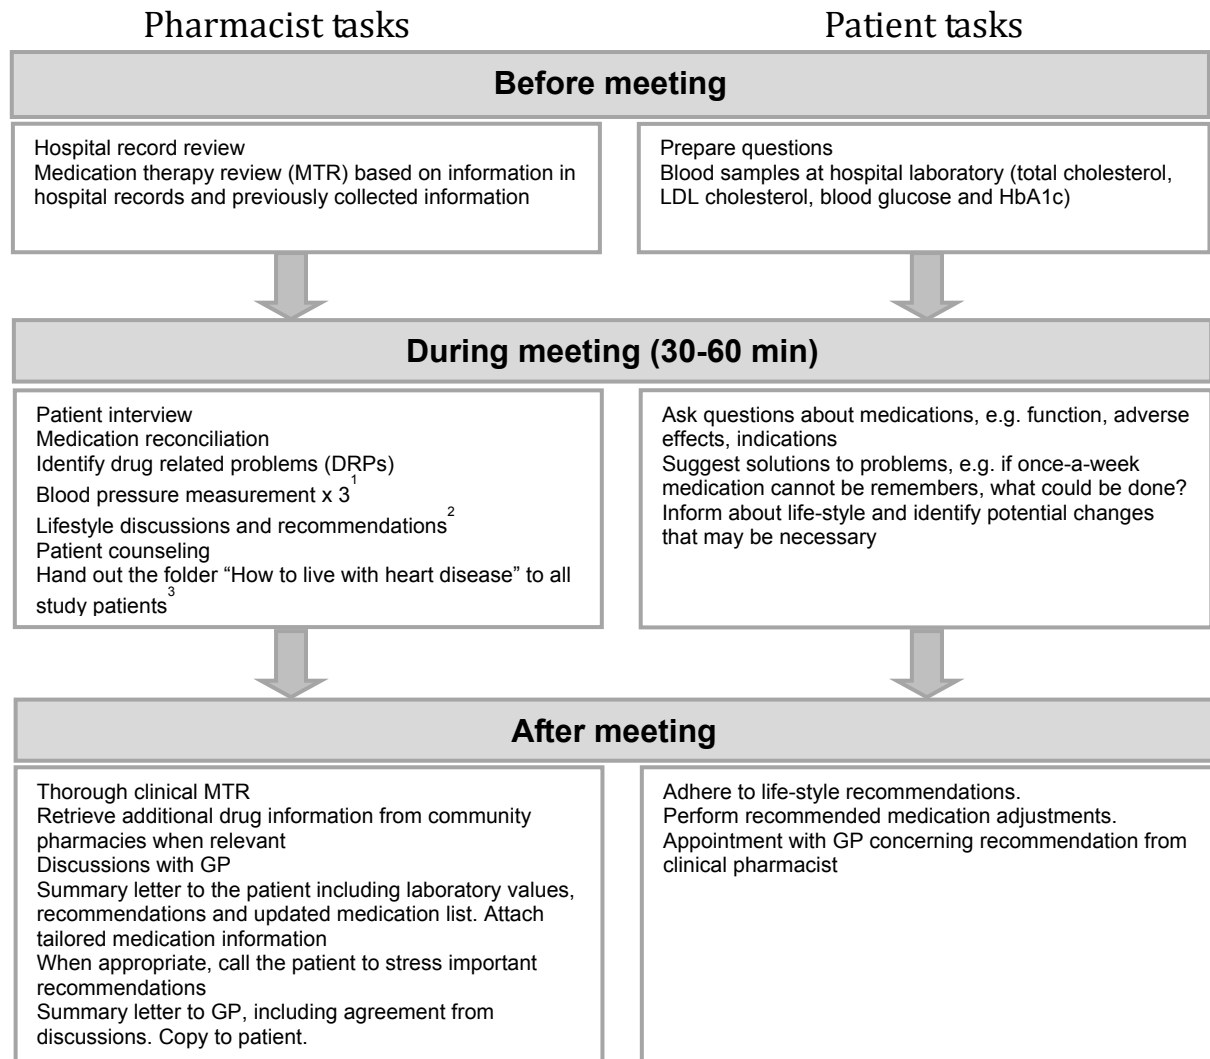 Pharmacist tasks
Patient tasks
Before meeting
Hospital record review
Medication therapy review (MTR) based on information in
hospital records and previously collected information
Prepare questions
Blood samples at hospital laboratory (total cholesterol,
LDL cholesterol, blood glucose and HbA1c)
During meeting (30-60 min)
Patient interview
Medication reconciliation
Identify drug related problems (DRPs)
Blood pressure measurement x 3¹
Lifestyle discussions and recommendations²
Patient counseling
Hand out the folder “How to live with heart disease” to all
study patients³
Ask questions about medications, e.g. function, adverse
effects, indications
Suggest solutions to problems, e.g. if once-a-week
medication cannot be remembers, what could be done?
Inform about life-style and identify potential changes
that may be necessary
After meeting
Thorough clinical MTR
Retrieve additional drug information from community
pharmacies when relevant
Discussions with GP
Summary letter to the patient including laboratory values,
recommendations and updated medication list. Attach
tailored medication information
When appropriate, call the patient to stress important
recommendations
Summary letter to GP, including agreement from
discussions. Copy to patient.
Adhere to life-style recommendations.
Perform recommended medication adjustments.
Appointment with GP concerning recommendation from
clinical pharmacist